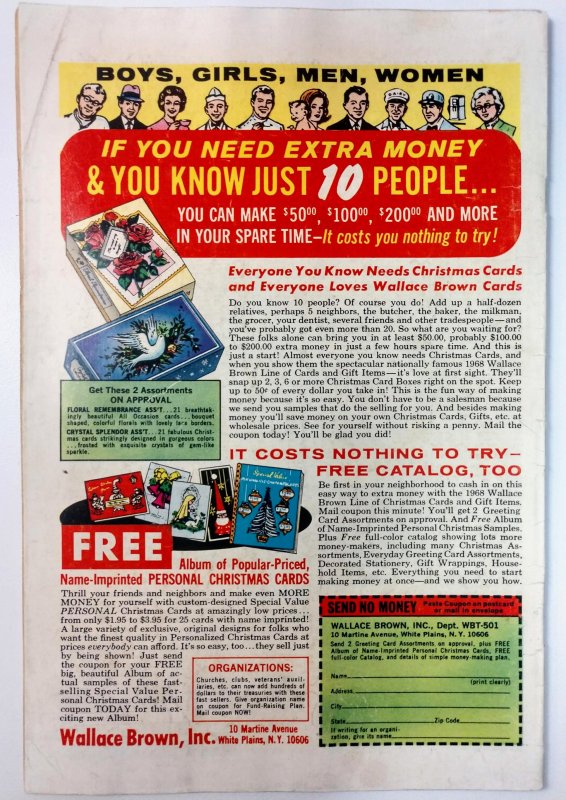 BOYS, GIRLS, MEN, WOMEN
IF YOU NEED EXTRA MONEY
& YOU KNOW JUST 10 PEOPLE...
YOU CAN MAKE $50⁰⁰, $100⁰⁰, $200⁰⁰ AND MORE
IN YOUR SPARE TIME—It costs you nothing to try!
Everyone You Know Needs Christmas Cards
and Everyone Loves Wallace Brown Cards
Do you know 10 people? Of course you do! Add up a half-dozen
relatives, perhaps 5 neighbors, the butcher, the baker, the milkman,
the grocer, your dentist, several friends and other tradespeople—and
you've probably got even more than 20. So what are you waiting for?
These folks alone can bring you in at least $50.00, probably $100.00
to $200.00 extra money in just a few hours spare time. And this is
just a start! Almost everyone you know needs Christmas Cards, and
when you show them the spectacular nationally famous 1968 Wallace
Brown Line of Cards and Gift Items—it's love at first sight. They'll
snap up 2, 3, 6 or more Christmas Card Boxes right on the spot. Keep
up to 50¢ of every dollar you take in! This is the fun way of making
money because it's so easy. You don't have to be a salesman because
we send you samples that do the selling for you. And besides making
money you'll save money on your own Christmas Cards, Gifts, etc. at
wholesale prices. See for yourself without risking a penny. Mail the
coupon today! You'll be glad you did!
Get These 2 Assortments
ON APPROVAL
FLORAL REMEMBRANCE ASS'T. ..21 breathtak-
ingly beautiful All Occasion cards...bouquet
shaped, colorful florals with lovely lace borders.
CRYSTAL SPLENDOR ASS'T. ...21 fabulous Christ-
mas cards strikingly designed in gorgeous colors
...frosted with exquisite crystals of gem-like
sparkle.
IT COSTS NOTHING TO TRY—
FREE CATALOG, TOO
Be first in your neighborhood to cash in on this
easy way to extra money with the 1968 Wallace
Brown Line of Christmas Cards and Gift Items.
Mail coupon this minute! You'll get 2 Greeting
Card Assortments on approval. And Free Album
of Name-Imprinted Personal Christmas Samples.
Plus Free full-color catalog showing lots more
money-makers, including many Christmas As-
sortments, Everyday Greeting Card Assortments,
Decorated Stationery, Gift Wrappings, House-
hold Items, etc. Everything you need to start
making money at once—and we show you how.
Special Value
FREE
Album of Popular-Priced,
Name-Imprinted PERSONAL CHRISTMAS CARDS
Thrill your friends and neighbors and make even MORE
MONEY for yourself with custom-designed Special Value
PERSONAL Christmas Cards at amazingly low prices...
from only $1.95 to $3.95 for 25 cards with name imprinted!
A large variety of exclusive, original designs for folks who
want the finest quality in Personalized Christmas Cards at
prices everybody can afford. It's so easy, too...they sell just
by being shown! Just send
the coupon for your FREE
big, beautiful Album of ac-
tual samples of these fast-
selling Special Value Per-
sonal Christmas Cards! Mail
coupon TODAY for this ex-
citing new Album!
ORGANIZATIONS:
Churches, clubs, veterans' auxil-
iaries, etc. can now add hundreds of
dollars to their treasuries with these
fast sellers. Give organization name
on coupon for Fund-Raising Plan.
Mail coupon NOW!
Wallace Brown, Inc. 10 Martine Avenue
White Plains, N.Y. 10606
SEND NO MONEY Paste Coupon on postcard
or mail in envelope
WALLACE BROWN, INC., Dept. WBT-501
10 Martine Avenue, White Plains, N. Y. 10606
Send 2 Greeting Card Assortments on approval, plus FREE
Album of Name-Imprinted Personal Christmas Cards, FREE
full-color Catalog, and details of simple money-making plan.
Name
(print clearly)
Address
City
State Zip Code
If writing for an organi-
zation, give its name